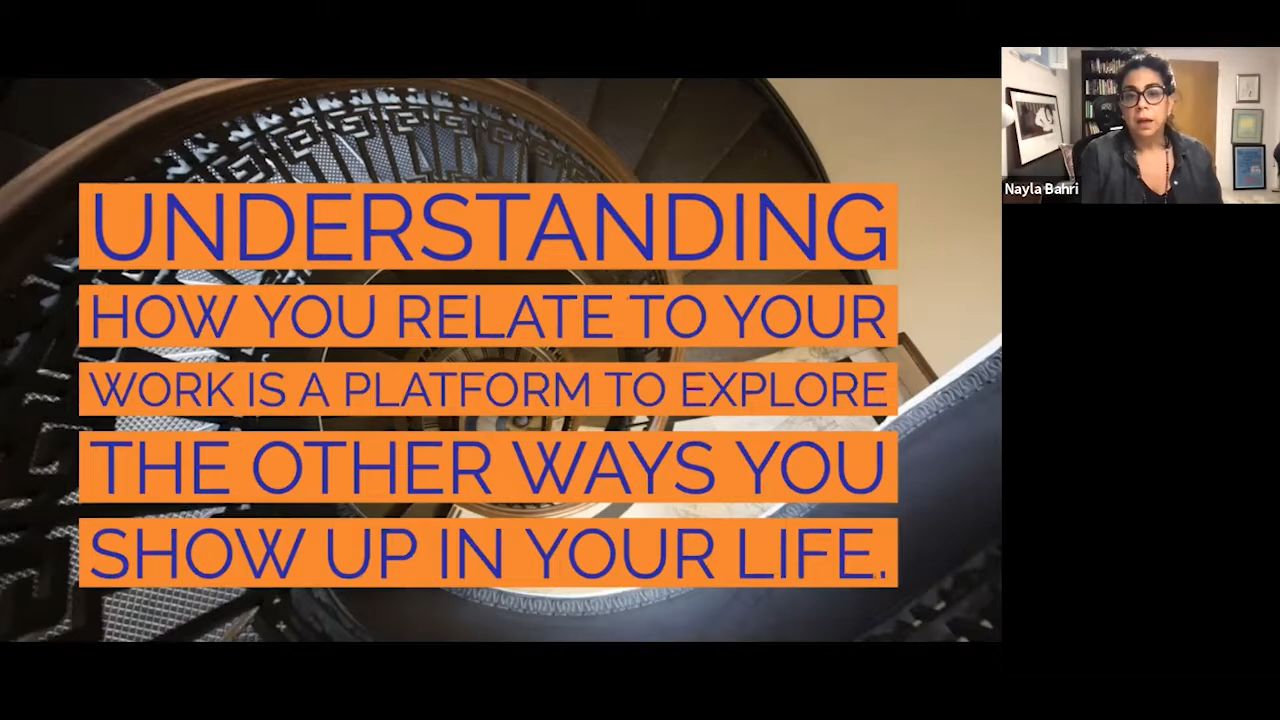 UNDERSTANDING
HOW YOU RELATE TO YOUR
WORK IS A PLATFORM TO EXPLORE
THE OTHER WAYS YOU
SHOW UP IN YOUR LIFE.
Nayla Bahri